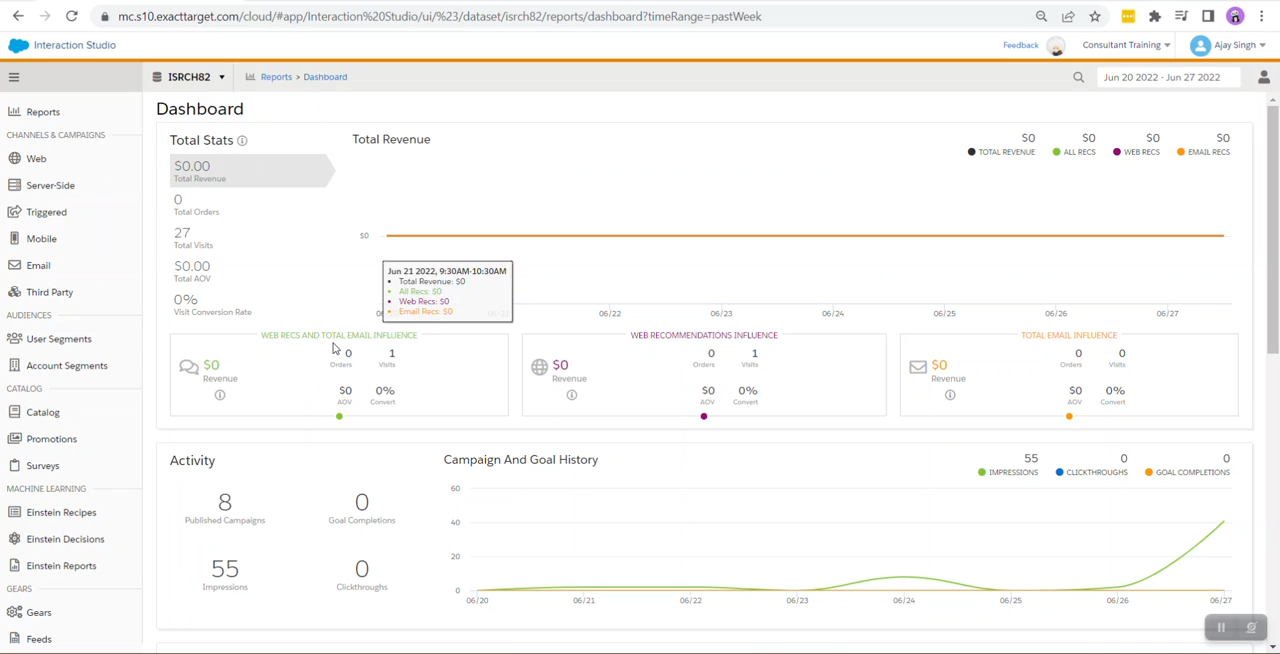 mc.s10.exacttarget.com/cloud/#app/Interaction%20Studio/ui/%23/dataset/isrch82/reports/dashboard?timeRange=pastWeek
Interaction Studio
Feedback
Consultant Training
Ajay Singh
ISRCH82
Reports > Dashboard
Jun 20 2022 - Jun 27 2022
Reports
CHANNELS & CAMPAIGNS
Web
Server-Side
Triggered
Mobile
Email
Third Party
AUDIENCES
User Segments
Account Segments
CATALOG
Catalog
Promotions
Surveys
MACHINE LEARNING
Einstein Recipes
Einstein Decisions
Einstein Reports
GEARS
Gears
Feeds
Dashboard
Total Stats
$0.00
Total Revenue
0
Total Orders
27
Total Visits
$0.00
Total AOV
0%
Visit Conversion Rate
Total Revenue
$0 $0 $0 $0
TOTAL REVENUE ALL RECS WEB RECS EMAIL RECS
$0
Jun 21 2022, 9:30AM-10:30AM
• Total Revenue: $0
• All Recs: $0
• Web Recs: $0
• Email Recs: $0
06/22 06/23 06/24 06/25 06/26 06/27
WEB RECS AND TOTAL EMAIL INFLUENCE
$0
Revenue
0 1
Orders Visits
$0 0%
AOV Convert
WEB RECOMMENDATIONS INFLUENCE
$0
Revenue
0 1
Orders Visits
$0 0%
AOV Convert
TOTAL EMAIL INFLUENCE
$0
Revenue
0 0
Orders Visits
$0 0%
AOV Convert
Activity
8
Published Campaigns
0
Goal Completions
55
Impressions
0
Clickthroughs
Campaign And Goal History
55 0 0
IMPRESSIONS CLICKTHROUGHS GOAL COMPLETIONS
60
40
20
0
06/20 06/21 06/22 06/23 06/24 06/25 06/26 06/27